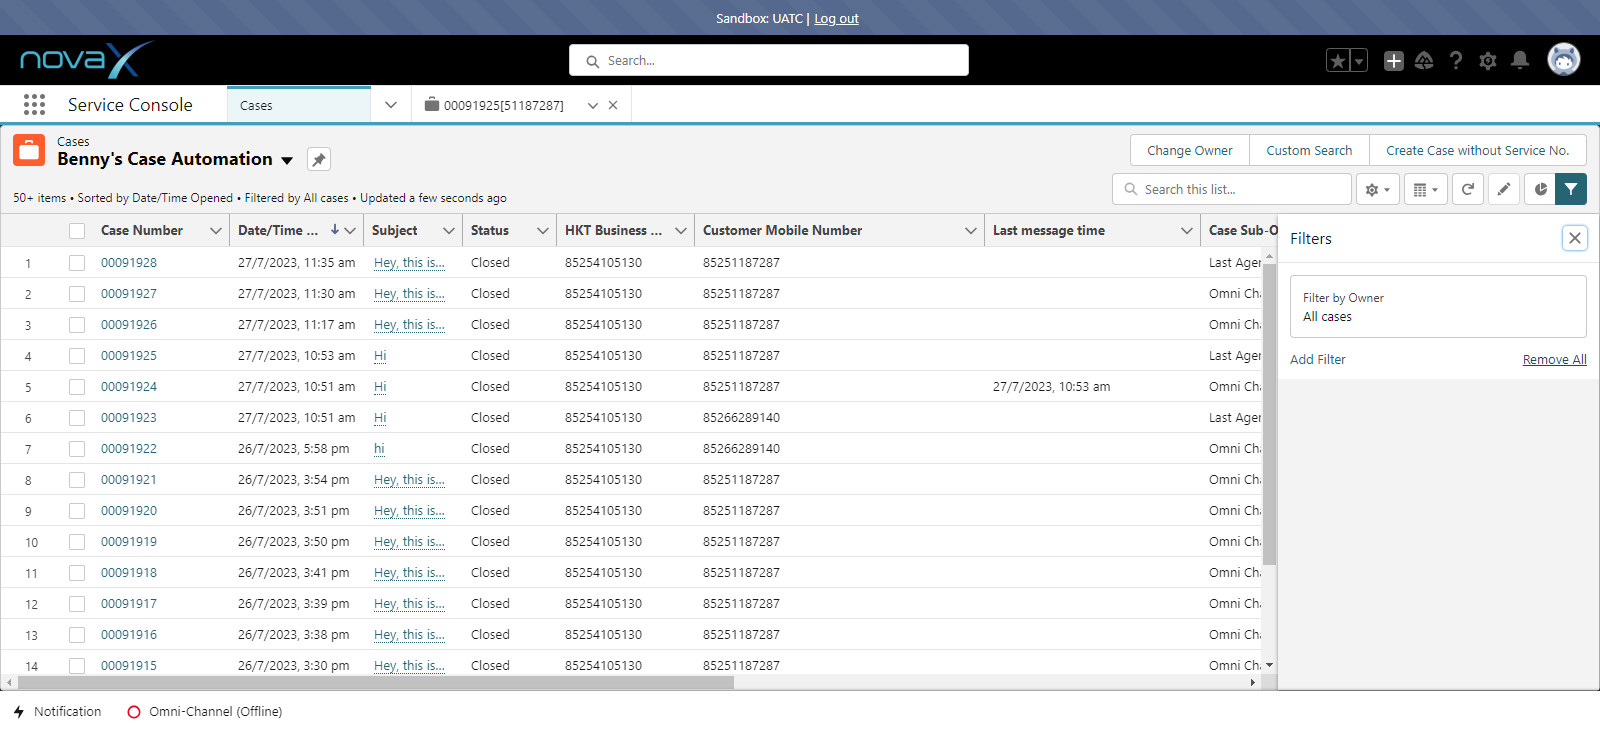 Sandbox: UATC | Log out
novaX
Search...
Service Console
Cases
00091925[51187287]
Cases
Benny's Case Automation
Change Owner
Custom Search
Create Case without Service No.
50+ items • Sorted by Date/Time Opened • Filtered by All cases • Updated a few seconds ago
Search this list...
Case Number Date/Time ... Subject Status HKT Business ... Customer Mobile Number Last message time Case Sub-O
1 00091928 27/7/2023, 11:35 am Hey, this is... Closed 85254105130 85251187287 Last Ager
2 00091927 27/7/2023, 11:30 am Hey, this is... Closed 85254105130 85251187287 Omni Cha
3 00091926 27/7/2023, 11:17 am Hey, this is... Closed 85254105130 85251187287 Omni Cha
4 00091925 27/7/2023, 10:53 am Hi Closed 85254105130 85251187287 Last Ager
5 00091924 27/7/2023, 10:51 am Hi Closed 85254105130 85251187287 27/7/2023, 10:53 am Omni Cha
6 00091923 27/7/2023, 10:51 am Hi Closed 85254105130 85266289140 Last Ager
7 00091922 26/7/2023, 5:58 pm hi Closed 85254105130 85266289140 Omni Cha
8 00091921 26/7/2023, 3:54 pm Hey, this is... Closed 85254105130 85251187287 Omni Cha
9 00091920 26/7/2023, 3:51 pm Hey, this is... Closed 85254105130 85251187287 Omni Cha
10 00091919 26/7/2023, 3:50 pm Hey, this is... Closed 85254105130 85251187287 Omni Cha
11 00091918 26/7/2023, 3:41 pm Hey, this is... Closed 85254105130 85251187287 Omni Cha
12 00091917 26/7/2023, 3:39 pm Hey, this is... Closed 85254105130 85251187287 Omni Cha
13 00091916 26/7/2023, 3:38 pm Hey, this is... Closed 85254105130 85251187287 Omni Cha
14 00091915 26/7/2023, 3:30 pm Hey, this is... Closed 85254105130 85251187287 Omni Cha
Filters
Filter by Owner
All cases
Add Filter
Remove All
Notification
Omni-Channel (Offline)